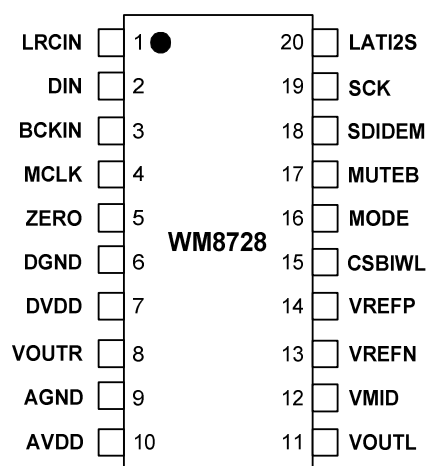 LRCIN 1 20 LATI2S
DIN 2 19 SCK
BCKIN 3 18 SDIDEM
MCLK 4 17 MUTEB
ZERO 5 16 MODE
WM8728
DGND 6 15 CSBIWL
DVDD 7 14 VREFP
VOUTR 8 13 VREFN
AGND 9 12 VMID
AVDD 10 11 VOUTL